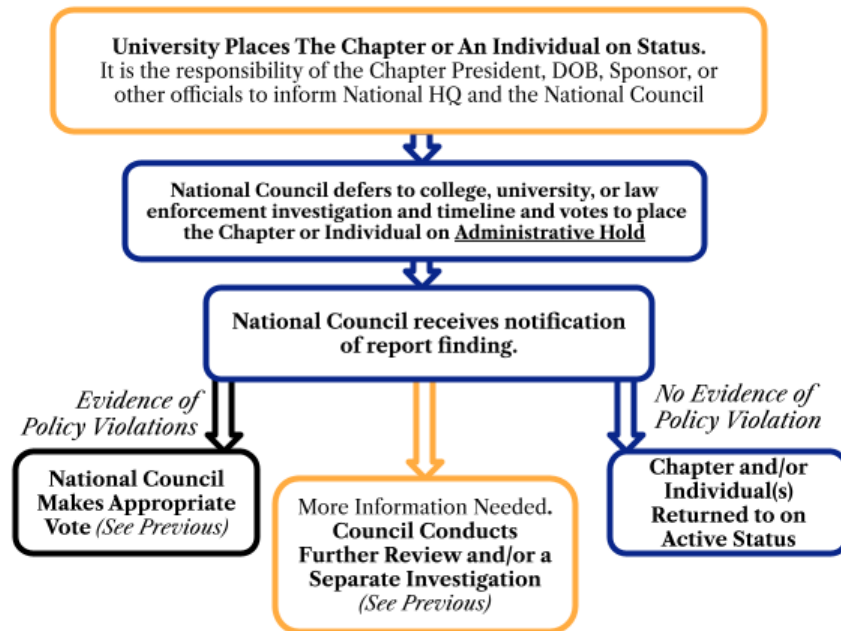 University Places The Chapter or An Individual on Status.
It is the responsibility of the Chapter President, DOB, Sponsor, or
other officials to inform National HQ and the National Council
National Council defers to college, university, or law
enforcement investigation and timeline and votes to place
the Chapter or Individual on Administrative Hold
National Council receives notification
of report finding.
Evidence of
Policy Violations
No Evidence of
Policy Violation
National Council
Makes Appropriate
Vote (See Previous)
More Information Needed.
Council Conducts
Further Review and/or a
Separate Investigation
(See Previous)
Chapter and/or
Individual(s)
Returned to on
Active Status